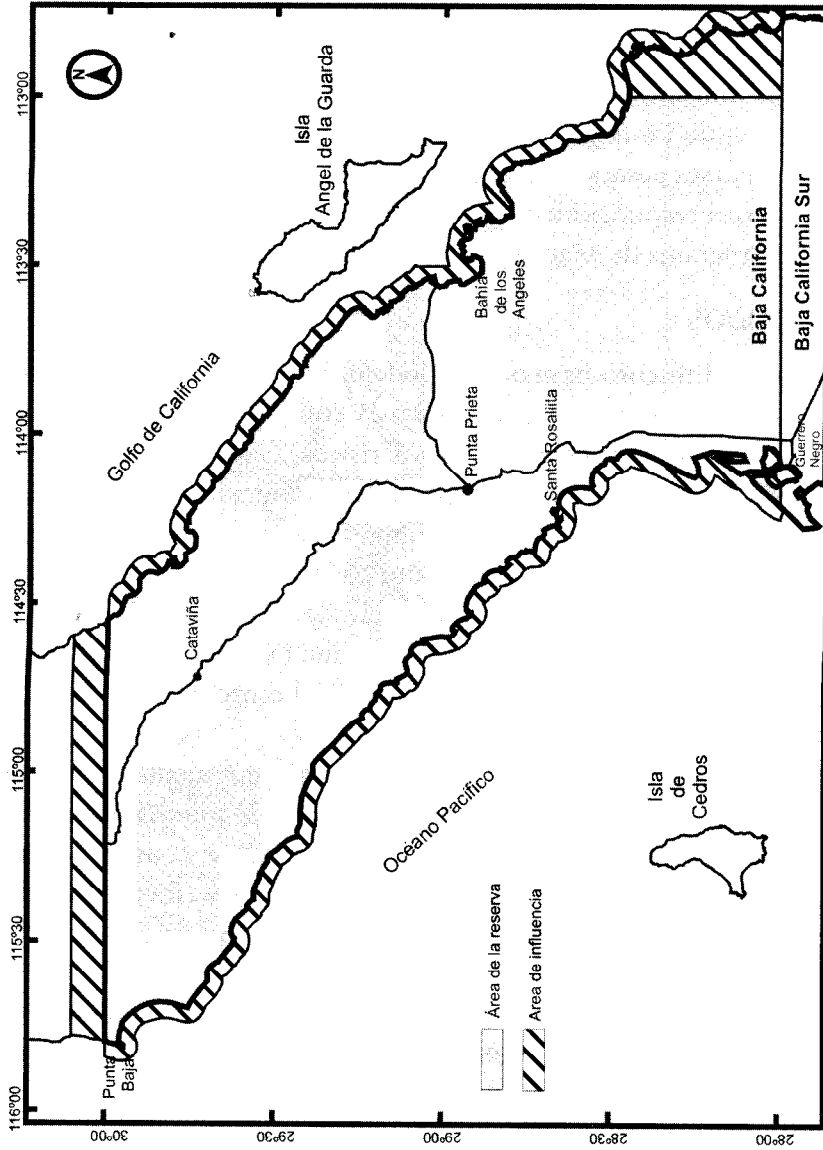 116°00
115°30
115°00
114°30
114°00
113°30
113°00
30°00
29°30
29°00
28°30
28°00
N
Punta
Baja
Cataviña
Golfo de California
Isla
Angel de la Guarda
Punta Prieta
Bahía
de los
Angeles
Santa Rosaliita
Océano Pacífico
Isla
de
Cedros
Guerrero
Negro
Baja California
Baja California Sur
Área de la reserva
Area de influencia